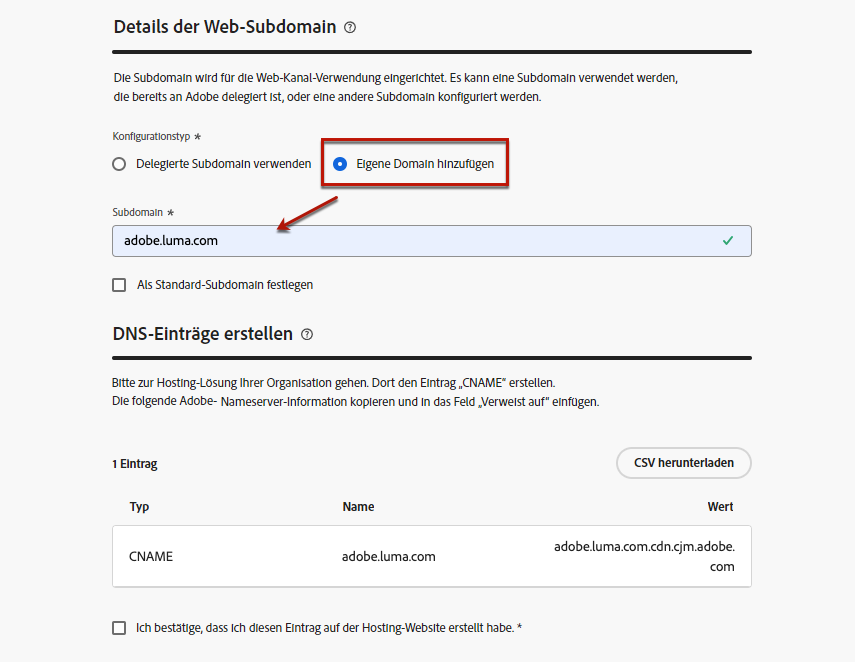 Details der Web-Subdomain
Die Subdomain wird für die Web-Kanal-Verwendung eingerichtet. Es kann eine Subdomain verwendet werden,
die bereits an Adobe delegiert ist, oder eine andere Subdomain konfiguriert werden.
Konfigurationstyp *
Delegierte Subdomain verwenden Eigene Domain hinzufügen
Subdomain *
adobe.luma.com
Als Standard-Subdomain festlegen
DNS-Einträge erstellen
Bitte zur Hosting-Lösung Ihrer Organisation gehen. Dort den Eintrag „CNAME“ erstellen.
Die folgende Adobe- Nameserver-Information kopieren und in das Feld „Verweist auf“ einfügen.
1 Eintrag CSV herunterladen
Typ Name Wert
CNAME adobe.luma.com adobe.luma.com.cdn.cjm.adobe.
com
Ich bestätige, dass ich diesen Eintrag auf der Hosting-Website erstellt habe. *